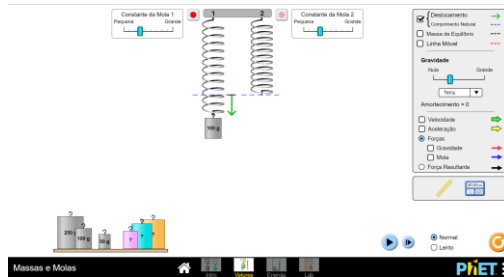 Constante da Mola 1
Pequena Grande
1 2
Constante da Mola 2
Pequena Grande
100 g
Deslocamento
Comprimento Natural
Massa de Equilíbrio
Linha Móvel
Gravidade
Nula Grande
Terra
Amortecimento = 0
Velocidade
Aceleração
Forças
Gravidade
Mola
Força Resultante
250 g
100 g
50 g
? ? ?
Normal
Lento
Massas e Molas
Intro
Valores
Energia
Lab
PhET